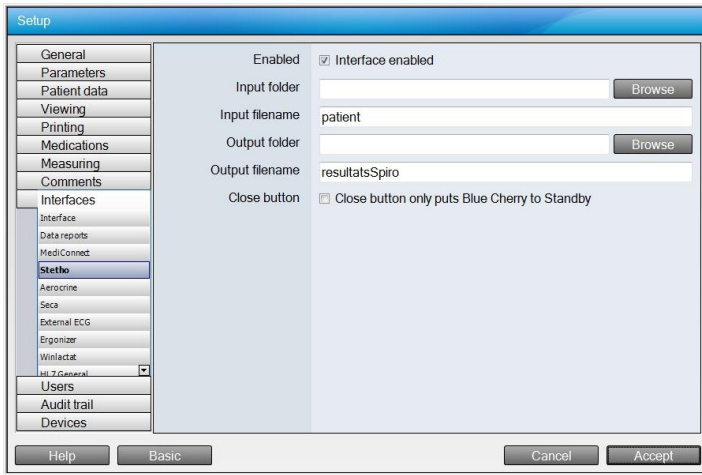 Setup
General
Parameters
Patient data
Viewing
Printing
Medications
Measuring
Comments
Interfaces
Interface
Data reports
MediConnect
Stetho
Aerocrine
Seca
External ECG
Ergonizer
Winlactat
HL7 General
Users
Audit trail
Devices
Enabled Interface enabled
Input folder Browse
Input filename patient
Output folder Browse
Output filename resultatsSpiro
Close button Close button only puts Blue Cherry to Standby
Help Basic Cancel Accept